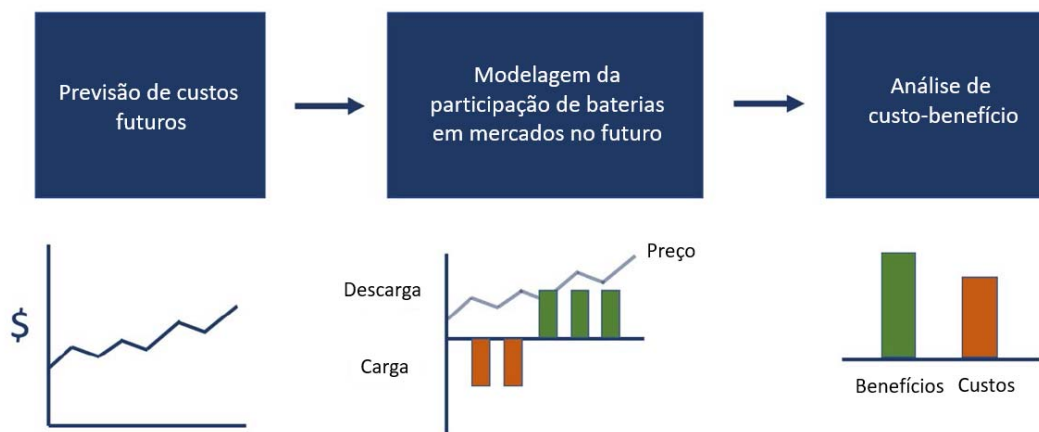 Previsão de custos
futuros
Modelagem da
participação de baterias
em mercados no futuro
Análise de
custo-benefício
$
Descarga
Preço
Carga
Benefícios
Custos